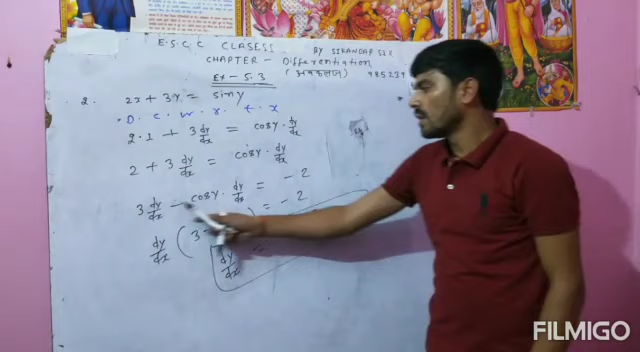 E.S.C.C CLASSES BY SIKANDAR SIR
CHAPTER - Differentiation
Ex - 5.3 (अवकलज)
2. 2x + 3y = siny
D. c. w. r. t. x
2.1 + 3 dy/dx = cosy. dy/dx
2 + 3 dy/dx = cosy. dy/dx
3 dy/dx - cosy. dy/dx = -2
dy/dx ( 3 - ) = -2
dy/dx =
FILMIGO